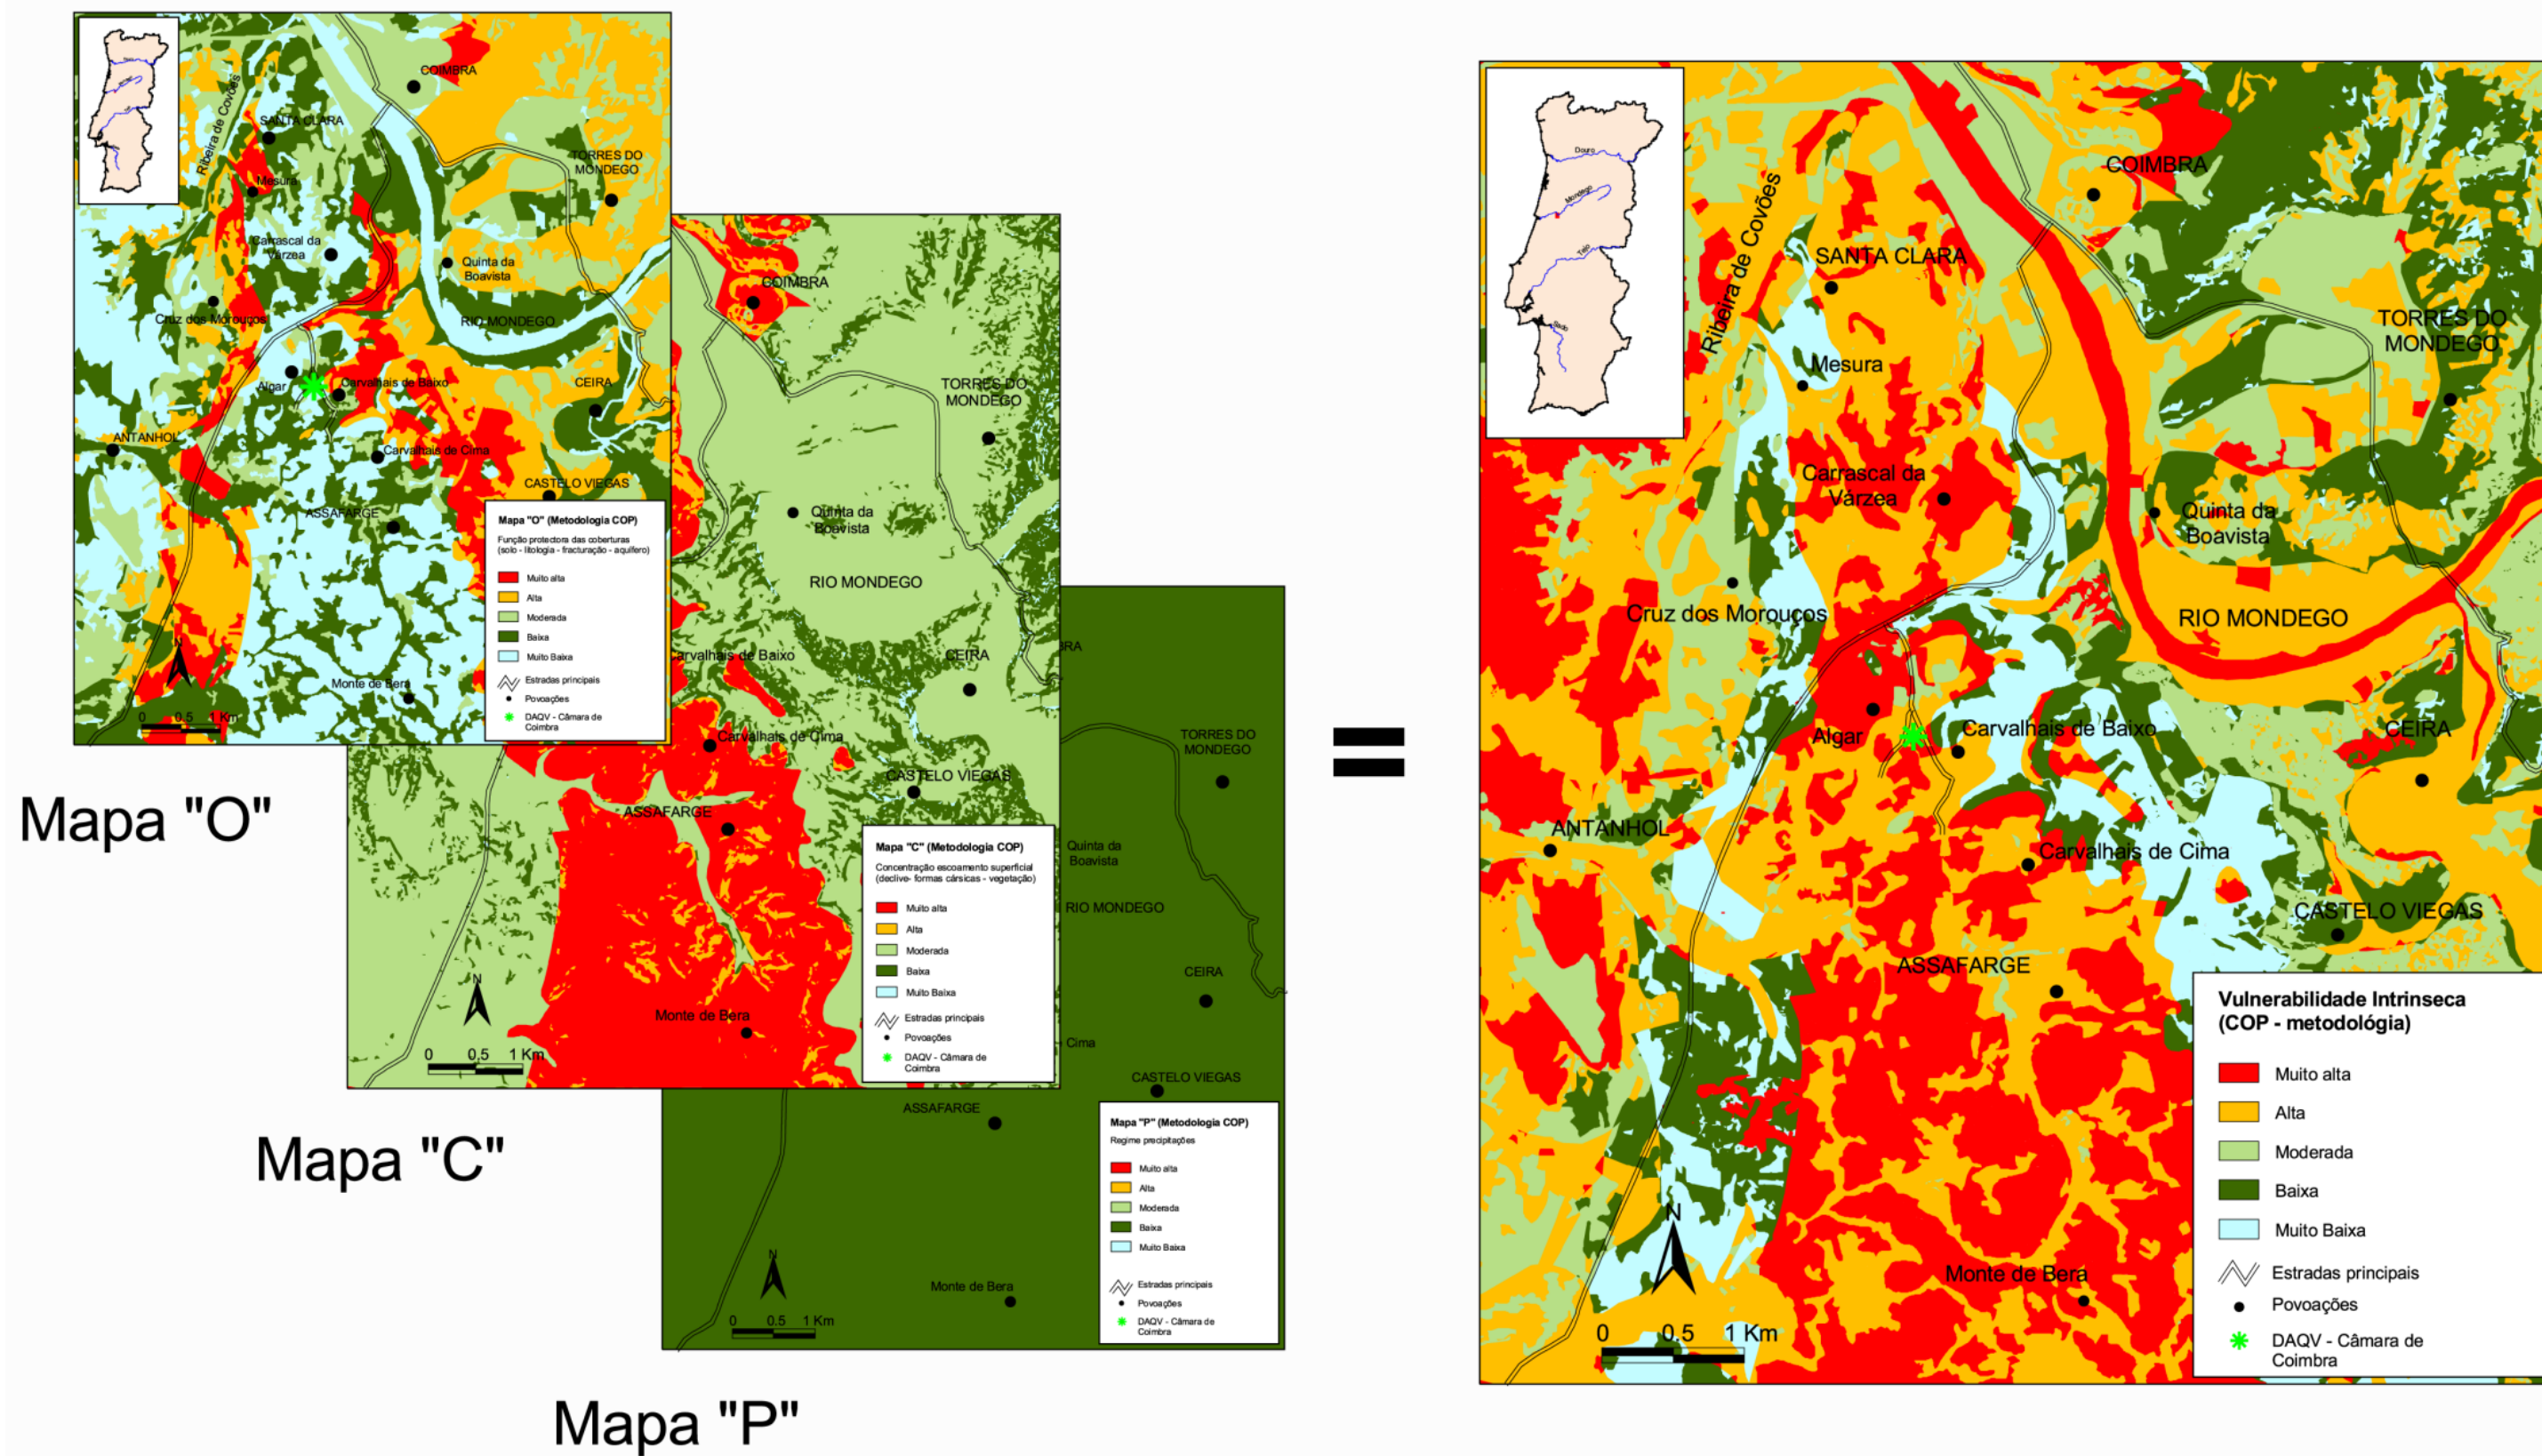 COIMBRA
Ribeira de Covões
SANTA CLARA
TORRES DO
MONDEGO
Mesura
Carrascal da
Várzea
Quinta da
Boavista
Cruz dos Morouços
RIO MONDEGO
Algar
Carvalhais de Baixo
CEIRA
ANTANHOL
Carvalhais de Cima
CASTELO VIEGAS
ASSAFARGE
Monte de Bera
N
0 0.5 1 Km
Mapa "O" (Metodologia COP)
Função protectora das coberturas
(solo - litologia - fracturação - aquífero)
Muito alta
Alta
Moderada
Baixa
Muito Baixa
Estradas principais
Povoações
DAQV - Câmara de
Coimbra
Mapa "O"
COIMBRA
TORRES DO
MONDEGO
Quinta da
Boavista
RIO MONDEGO
arvalhais de Baixo
CEIRA
Carvalhais de Cima
CASTELO VIEGAS
ASSAFARGE
Monte de Bera
N
0 0.5 1 Km
Mapa "C" (Metodologia COP)
Concentração escoamento superficial
(declive- formas cársicas - vegetação)
Muito alta
Alta
Moderada
Baixa
Muito Baixa
Estradas principais
Povoações
DAQV - Câmara de
Coimbra
Mapa "C"
BRA
TORRES DO
MONDEGO
Quinta da
Boavista
RIO MONDEGO
CEIRA
Cima
CASTELO VIEGAS
ASSAFARGE
Monte de Bera
N
0 0.5 1 Km
Mapa "P" (Metodologia COP)
Regime precipitações
Muito alta
Alta
Moderada
Baixa
Muito Baixa
Estradas principais
Povoações
DAQV - Câmara de
Coimbra
Mapa "P"
=
Douro
Mondego
Tejo
Sado
COIMBRA
Ribeira de Covões
SANTA CLARA
TORRES DO
MONDEGO
Mesura
Carrascal da
Várzea
Quinta da
Boavista
Cruz dos Morouços
RIO MONDEGO
Algar
Carvalhais de Baixo
CEIRA
ANTANHOL
Carvalhais de Cima
CASTELO VIEGAS
ASSAFARGE
Monte de Bera
N
0 0.5 1 Km
Vulnerabilidade Intrinseca
(COP - metodológia)
Muito alta
Alta
Moderada
Baixa
Muito Baixa
Estradas principais
Povoações
DAQV - Câmara de
Coimbra